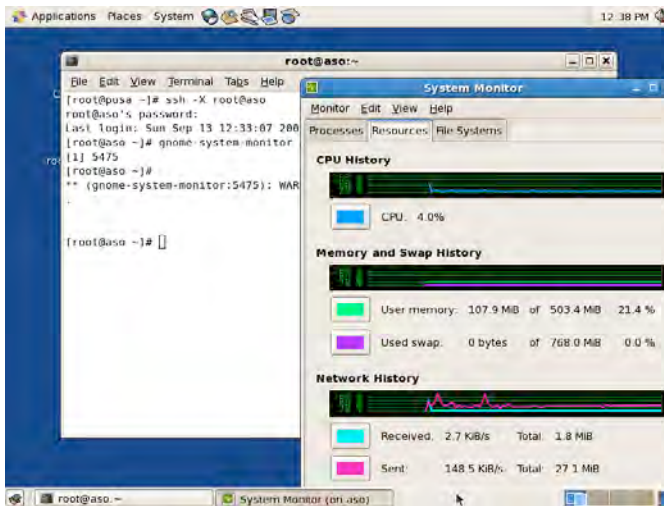 Applications Places System 12 38 PM
root@aso:~
File Edit View Terminal Tabs Help
[root@pusa ~]# ssh -X root@aso
root@aso's password:
Last login: Sun Sep 13 12:33:07 200
[root@aso ~]# gnome-system-monitor
[1] 5475
[root@aso ~]#
** (gnome-system-monitor:5475): WAR
.
[root@aso ~]#
System Monitor
Monitor Edit View Help
Processes Resources File Systems
CPU History
CPU: 4.0%
Memory and Swap History
User memory: 107.9 MiB of 503.4 MiB 21.4 %
Used swap: 0 bytes of 768.0 MiB 0.0 %
Network History
Received: 2.7 KiB/s Total: 1.8 MiB
Sent: 148.5 KiB/s Total: 27.1 MiB
root@aso:~ System Monitor (on aso)